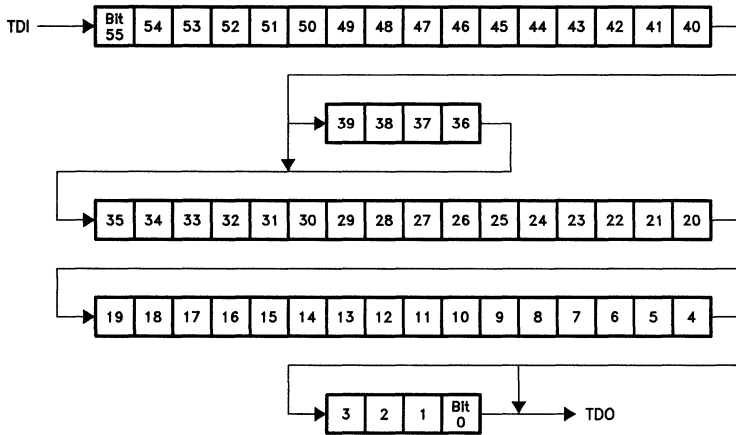 TDI Bit 55 54 53 52 51 50 49 48 47 46 45 44 43 42 41 40
39 38 37 36
35 34 33 32 31 30 29 28 27 26 25 24 23 22 21 20
19 18 17 16 15 14 13 12 11 10 9 8 7 6 5 4
3 2 1 Bit 0 TDO